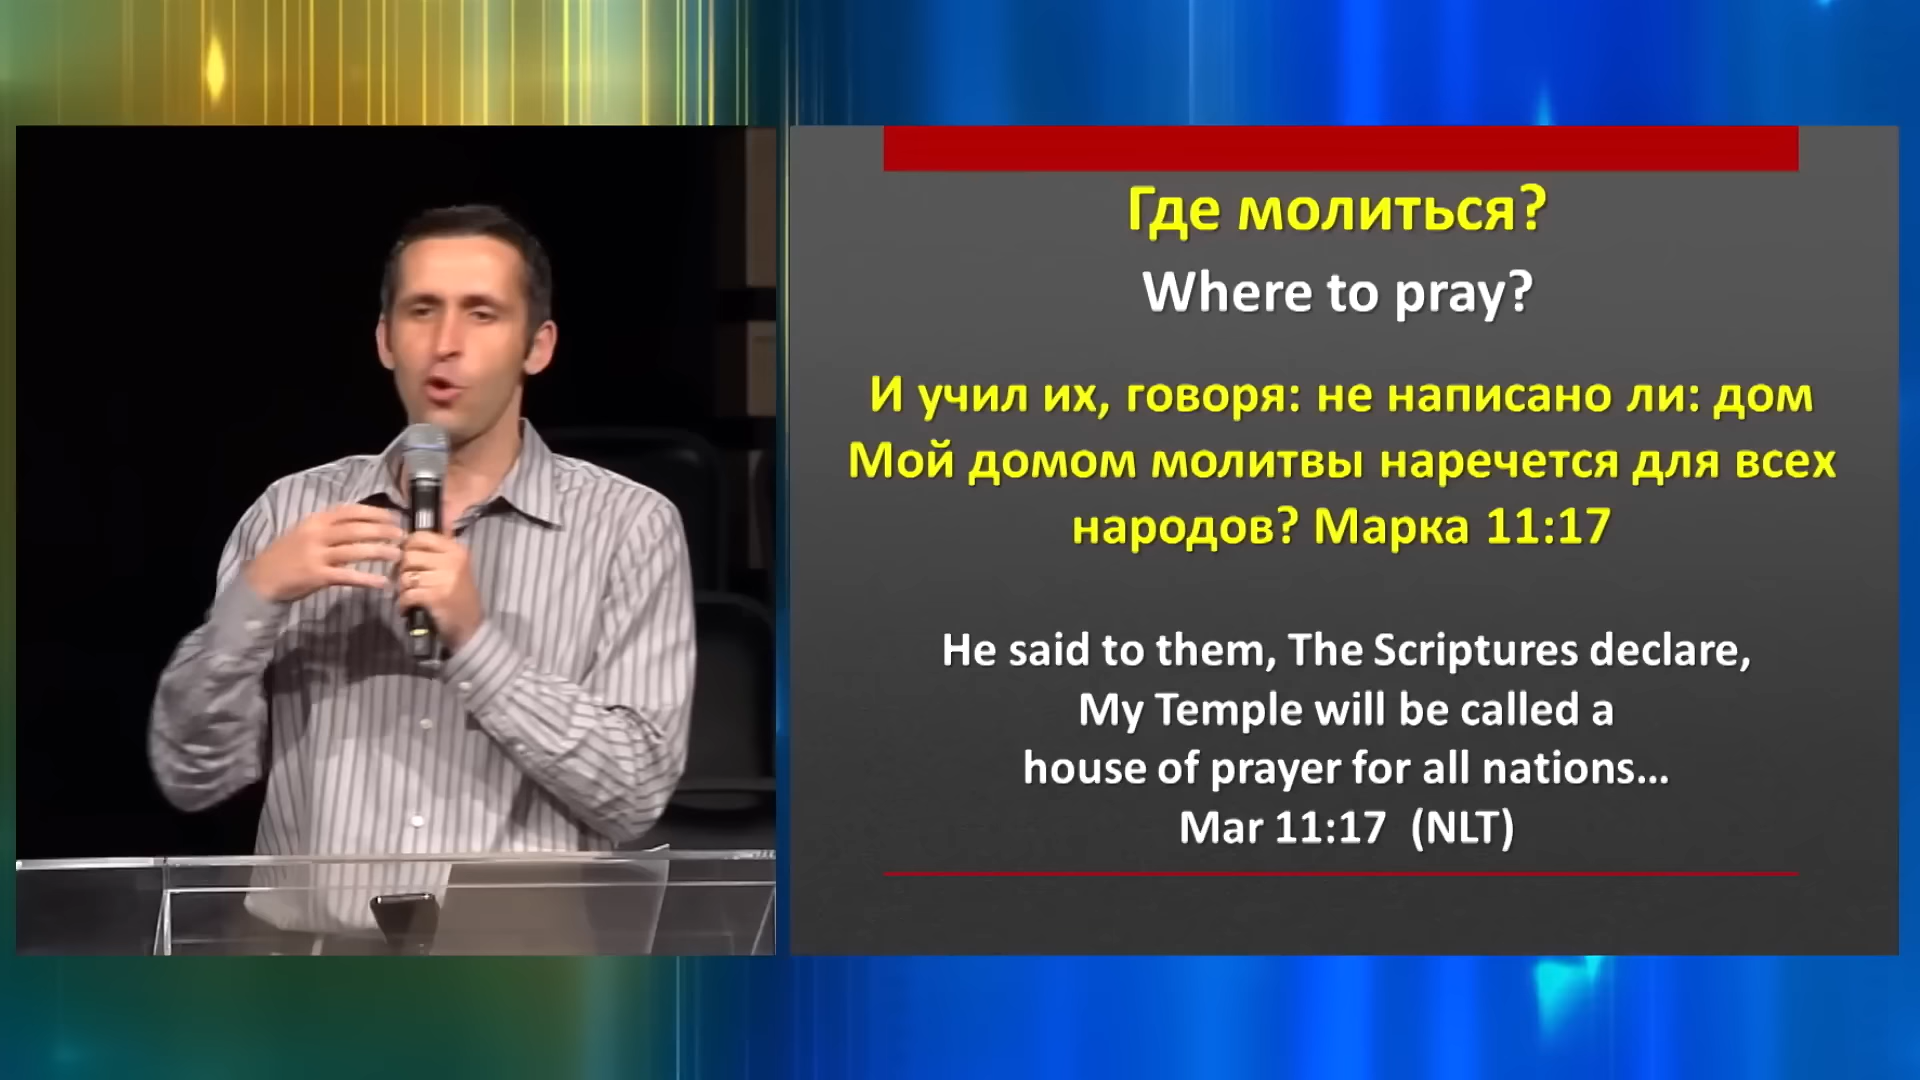 Где молиться?
Where to pray?
И учил их, говоря: не написано ли: дом
Мой домом молитвы наречется для всех
народов? Марка 11:17
He said to them, The Scriptures declare,
My Temple will be called a
house of prayer for all nations...
Mar 11:17 (NLT)